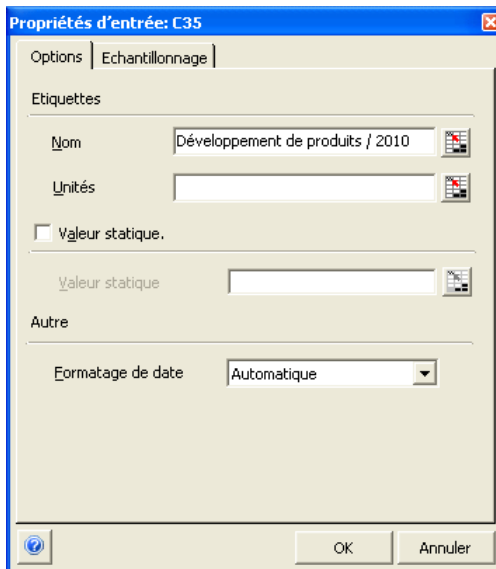 Propriétés d'entrée: C35
Options Echantillonnage
Etiquettes
Nom Développement de produits / 2010
Unités
Valeur statique.
Valeur statique
Autre
Formatage de date Automatique
OK Annuler